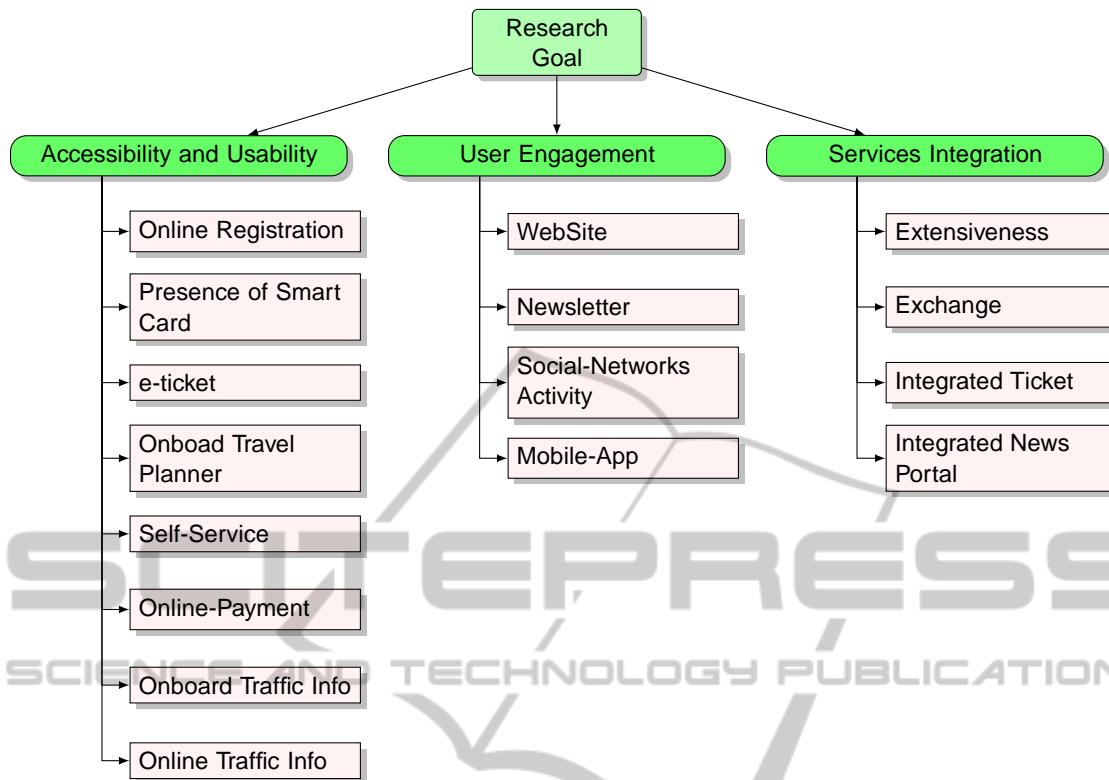 Research
Goal
Accessibility and Usability
User Engagement
Services Integration
Online Registration
Presence of Smart
Card
e-ticket
Onboad Travel
Planner
Self-Service
Online-Payment
Onboard Traffic Info
Online Traffic Info
WebSite
Newsletter
Social-Networks
Activity
Mobile-App
Extensiveness
Exchange
Integrated Ticket
Integrated News
Portal
SCITEPRESS
SCIENCE AND TECHNOLOGY PUBLICATION